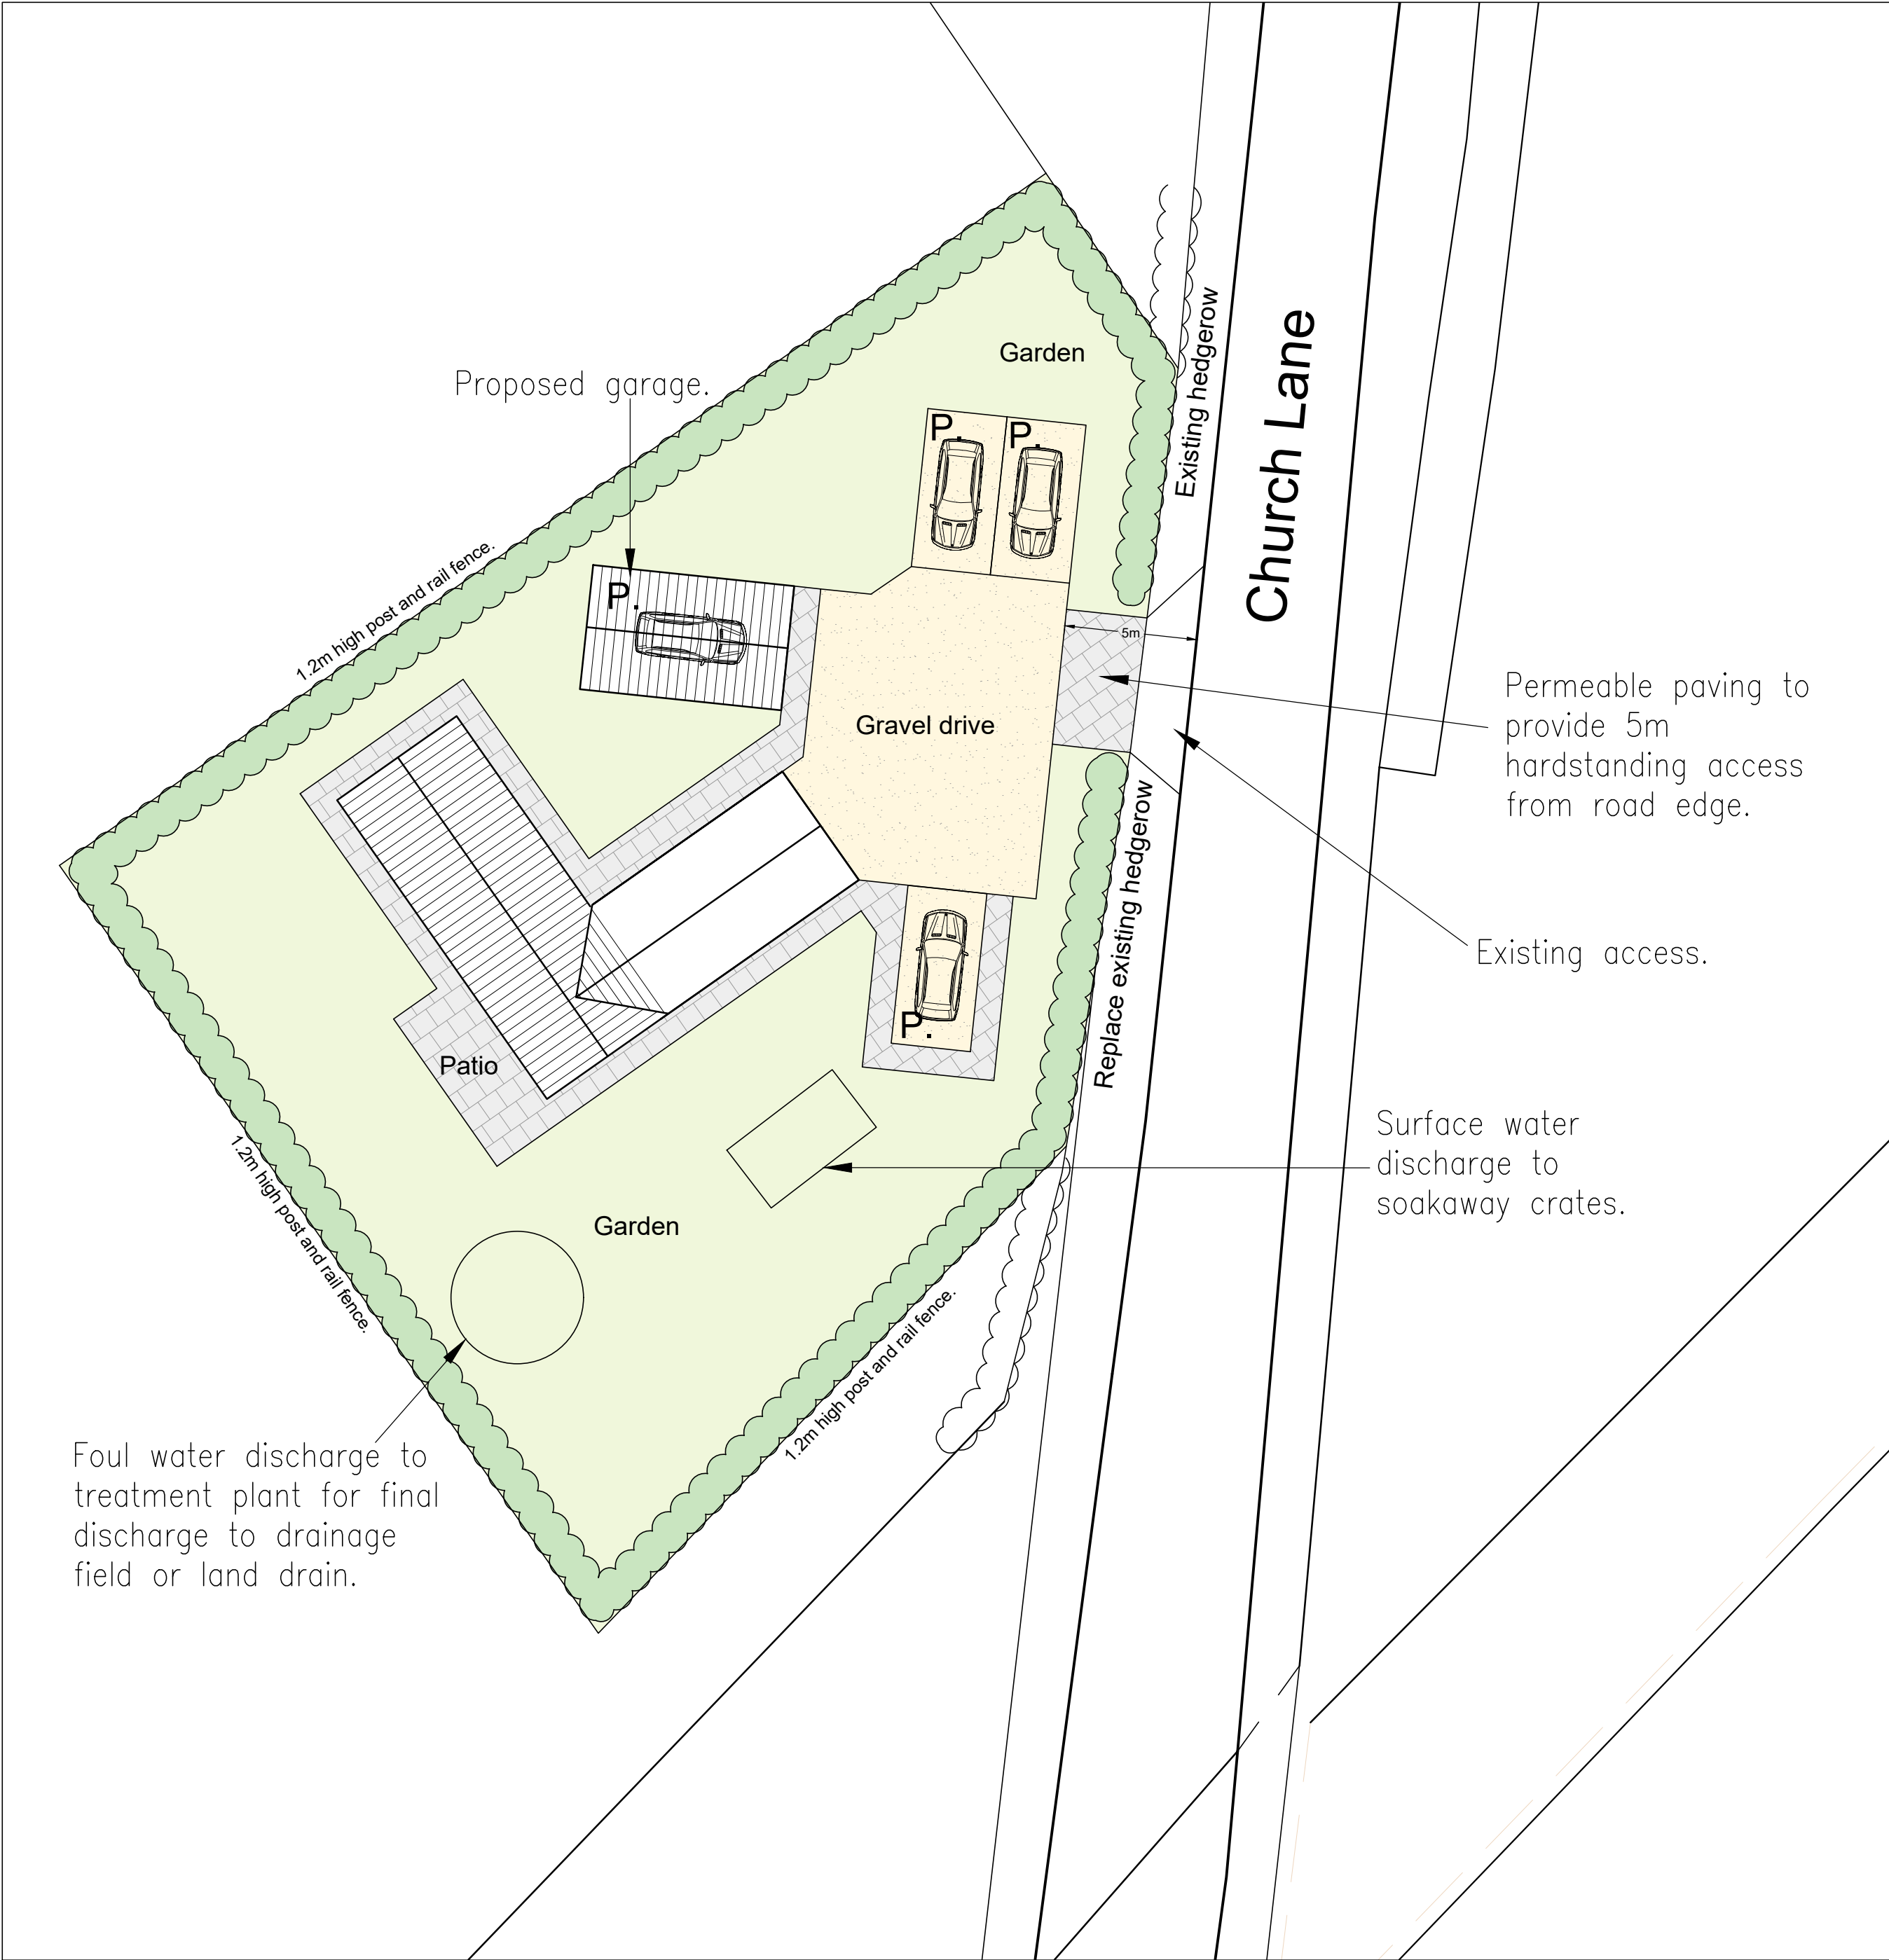 Church Lane
Existing hedgerow
Garden
Proposed garage.
P.
P.
P.
1.2m high post and rail fence.
5m
Gravel drive
Permeable paving to
provide 5m
hardstanding access
from road edge.
Existing access.
Replace existing hedgerow
P.
Patio
Surface water
discharge to
soakaway crates.
Garden
1.2m high post and rail fence.
1.2m high post and rail fence.
Foul water discharge to
treatment plant for final
discharge to drainage
field or land drain.